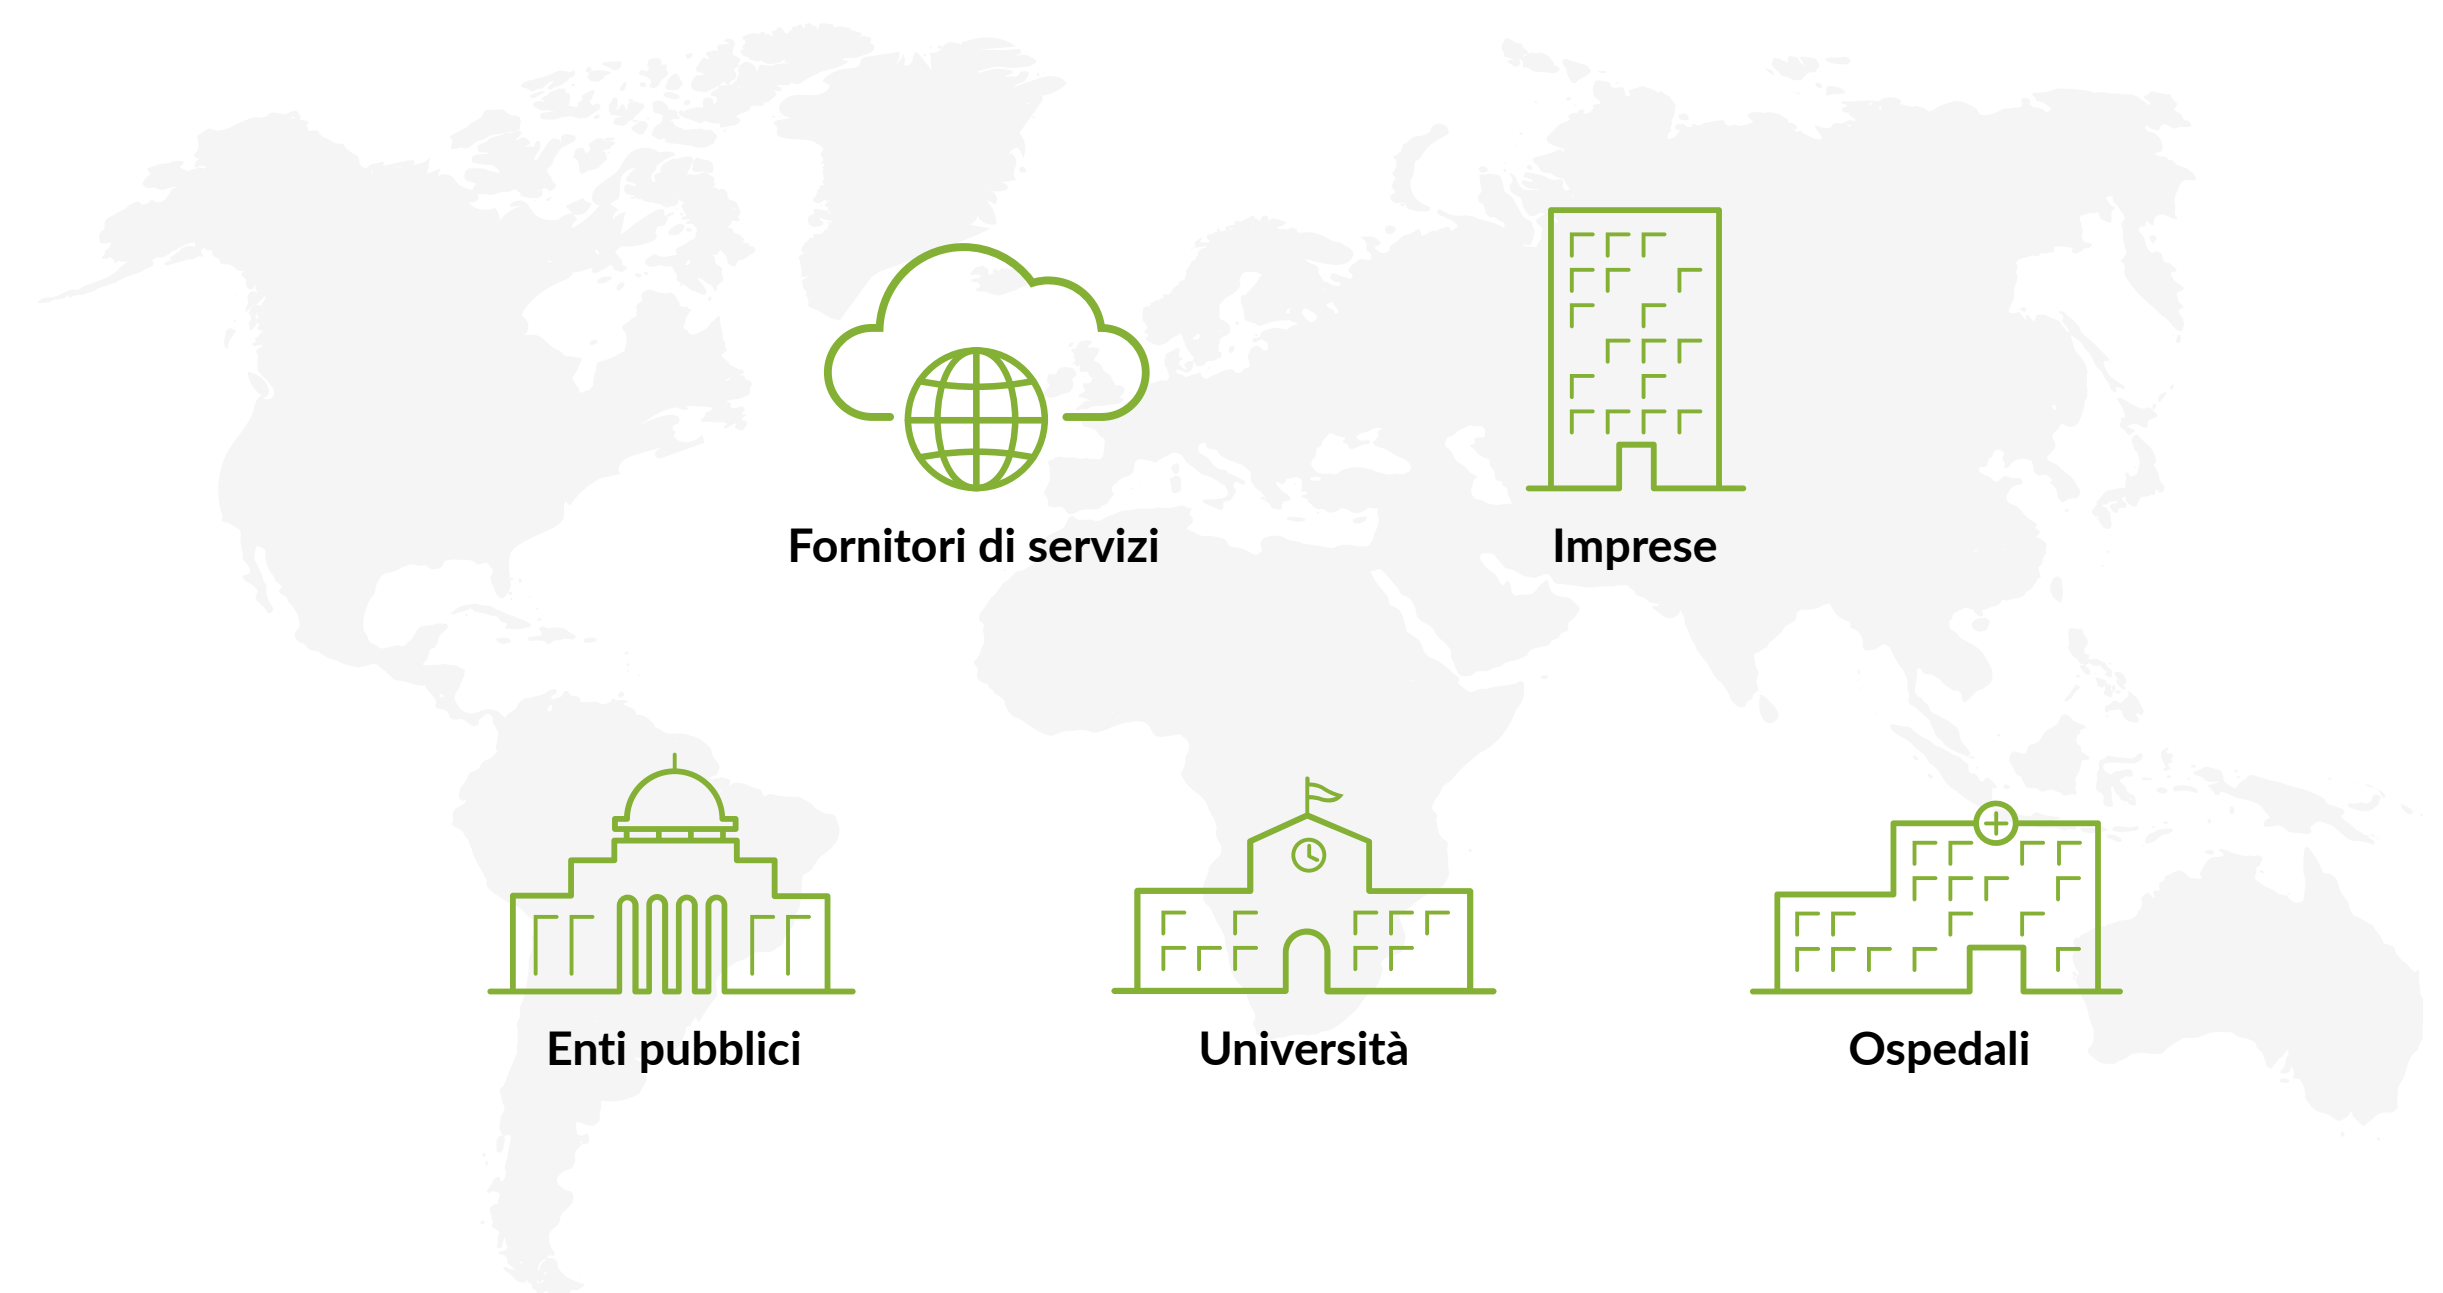 Fornitori di servizi
Imprese
Enti pubblici
Università
Ospedali